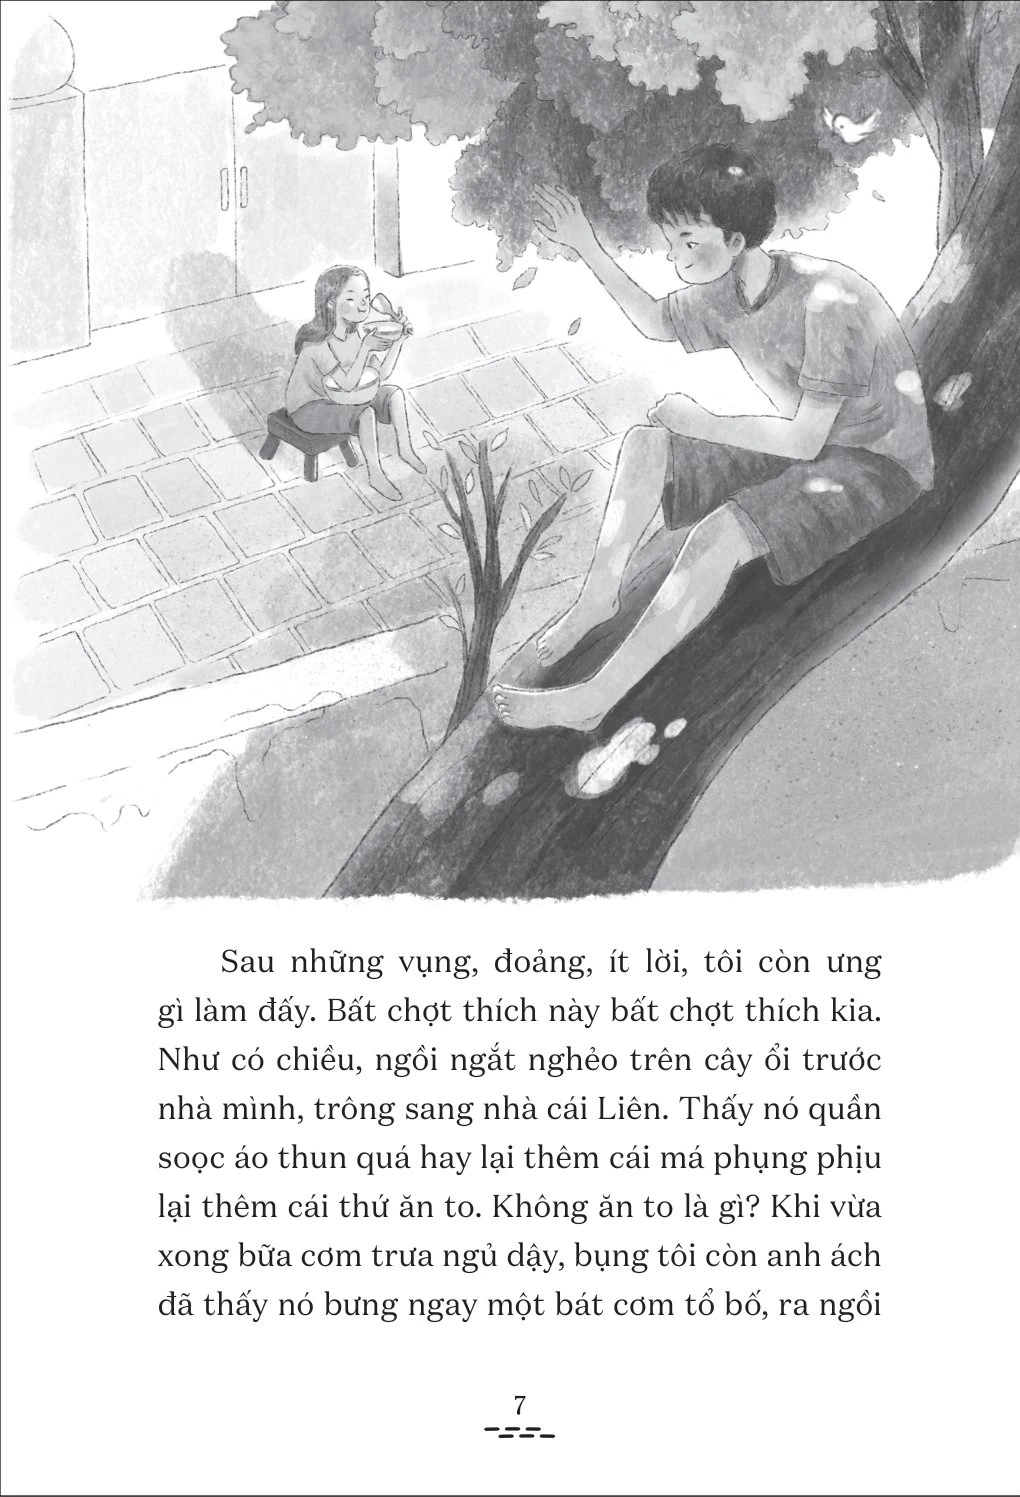 Sau những vụng, đoảng, ít lời, tôi còn ưng
gì làm đấy. Bất chợt thích này bất chợt thích kia.
Như có chiều, ngồi ngắt nghẻo trên cây ổi trước
nhà mình, trông sang nhà cái Liên. Thấy nó quần
soọc áo thun quá hay lại thêm cái má phụng phịu
lại thêm cái thứ ăn to. Không ăn to là gì? Khi vừa
xong bữa cơm trưa ngủ dậy, bụng tôi còn anh ách
đã thấy nó bưng ngay một bát cơm tổ bố, ra ngồi
7